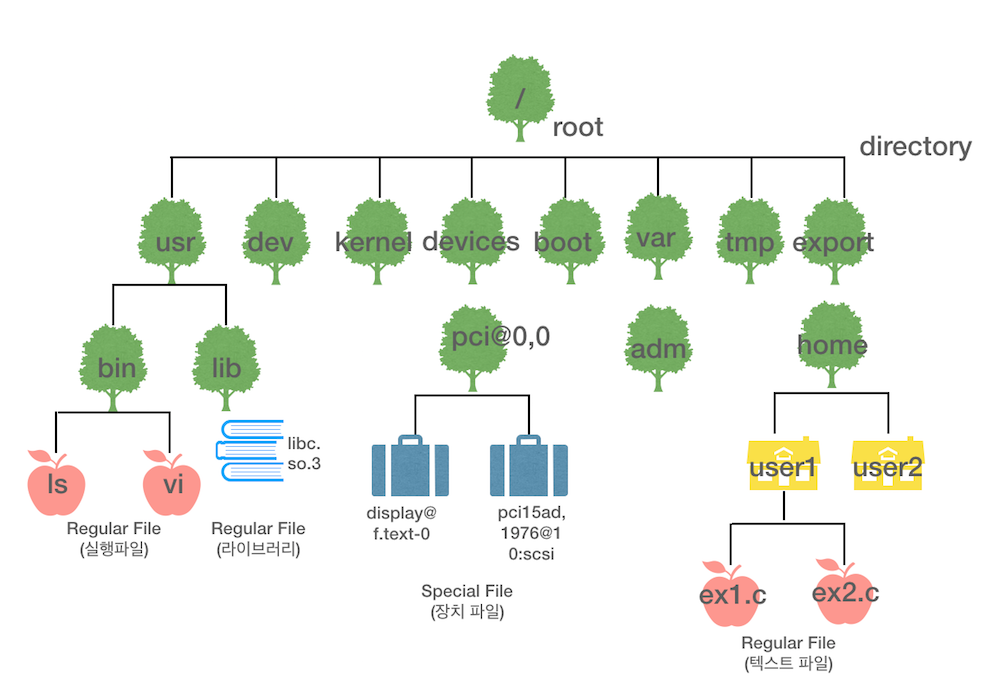 /
root
directory
usr
dev
kernel
devices
boot
var
tmp
export
pci@0,0
adm
home
bin
lib
libc.
so.3
ls
vi
Regular File
(실행파일)
Regular File
(라이브러리)
display@
f.text-0
pci15ad,
1976@1
0:scsi
Special File
(장치 파일)
user1
user2
ex1.c
ex2.c
Regular File
(텍스트 파일)